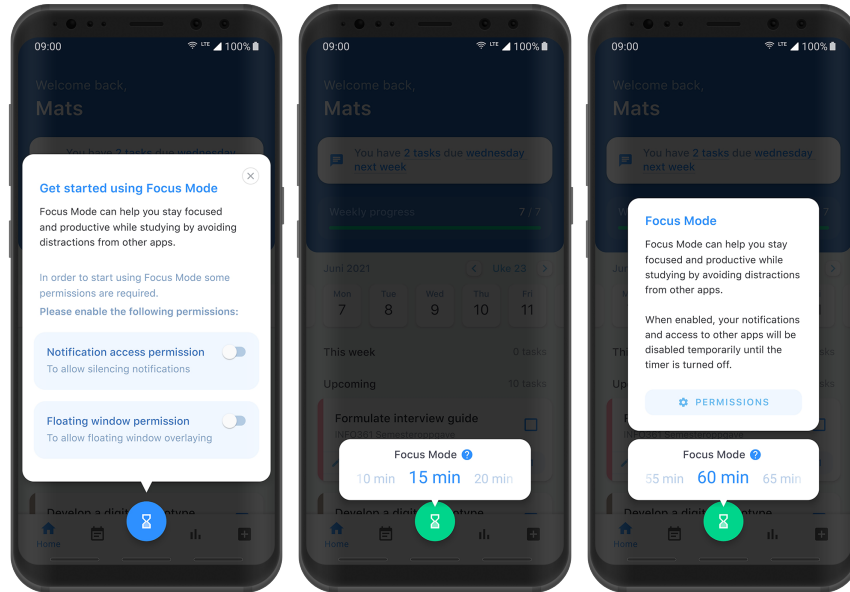 09:00
LTE
100%
Welcome back,
Mats
You have 2 tasks due wednesday
Get started using Focus Mode
Focus Mode can help you stay focused
and productive while studying by avoiding
distractions from other apps.
In order to start using Focus Mode some
permissions are required.
Please enable the following permissions:
Notification access permission
To allow silencing notifications
Floating window permission
To allow floating window overlaying
Develop a digital prototype
Home
09:00
LTE
100%
Welcome back,
Mats
You have 2 tasks due wednesday
next week
Weekly progress
7 / 7
Juni 2021
Uke 23
Mon
Tue
Wed
Thu
Fri
7
8
9
10
11
This week
0 tasks
Upcoming
10 tasks
Formulate interview guide
INFO361 Semesteroppgave
Focus Mode
10 min
15 min
20 min
Home
09:00
LTE
100%
Welcome back,
Mats
You have 2 tasks due wednesday
next week
Focus Mode
Focus Mode can help you stay
focused and productive while
studying by avoiding distractions
from other apps.
When enabled, your notifications
and access to other apps will be
disabled temporarily until the
timer is turned off.
PERMISSIONS
Focus Mode
55 min
60 min
65 min
Home